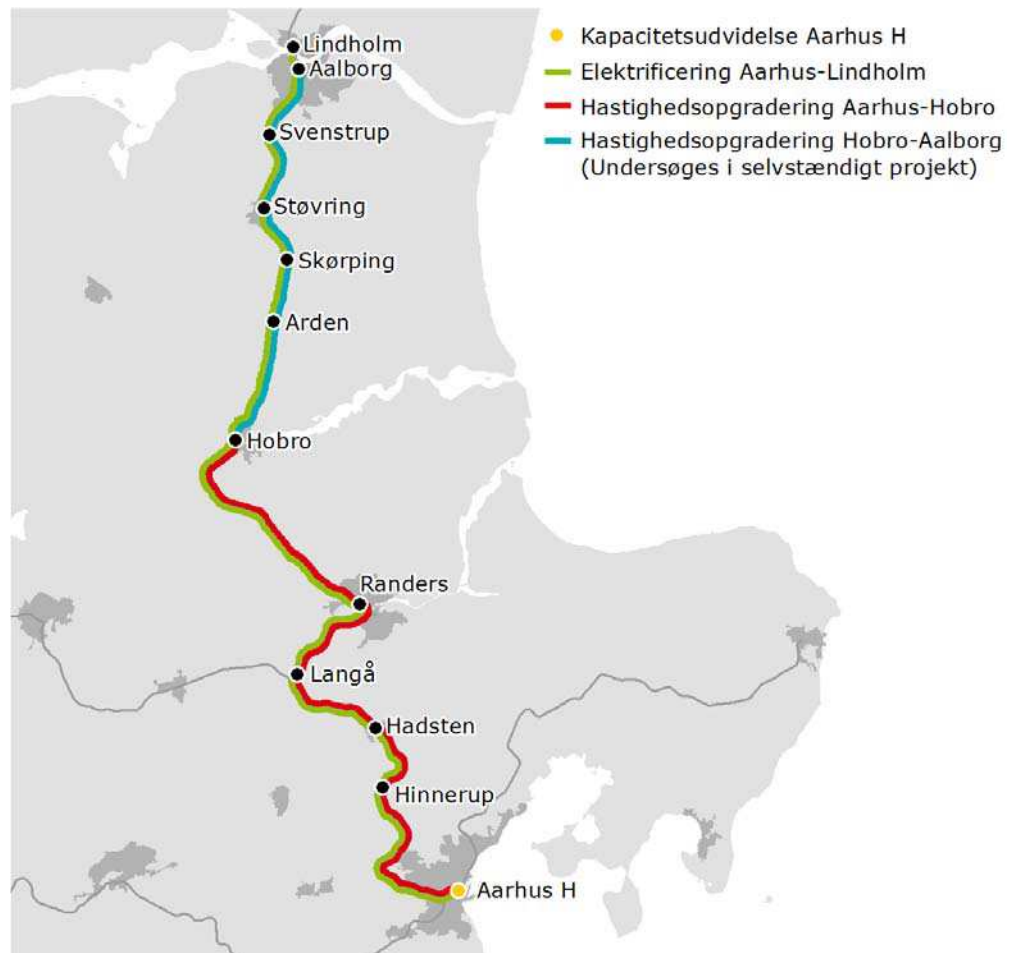 Lindholm
Aalborg
Svenstrup
Støvring
Skørping
Arden
Hobro
Randers
Langå
Hadsten
Hinnerup
Aarhus H
Kapacitetsudvidelse Aarhus H
Elektrificering Aarhus-Lindholm
Hastighedsopgradering Aarhus-Hobro
Hastighedsopgradering Hobro-Aalborg
(Undersøges i selvstændigt projekt)